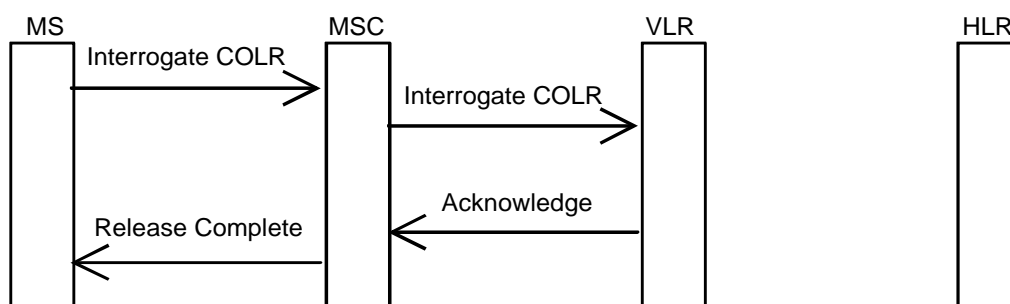 MS
MSC
VLR
HLR
Interrogate COLR
Interrogate COLR
Acknowledge
Release Complete